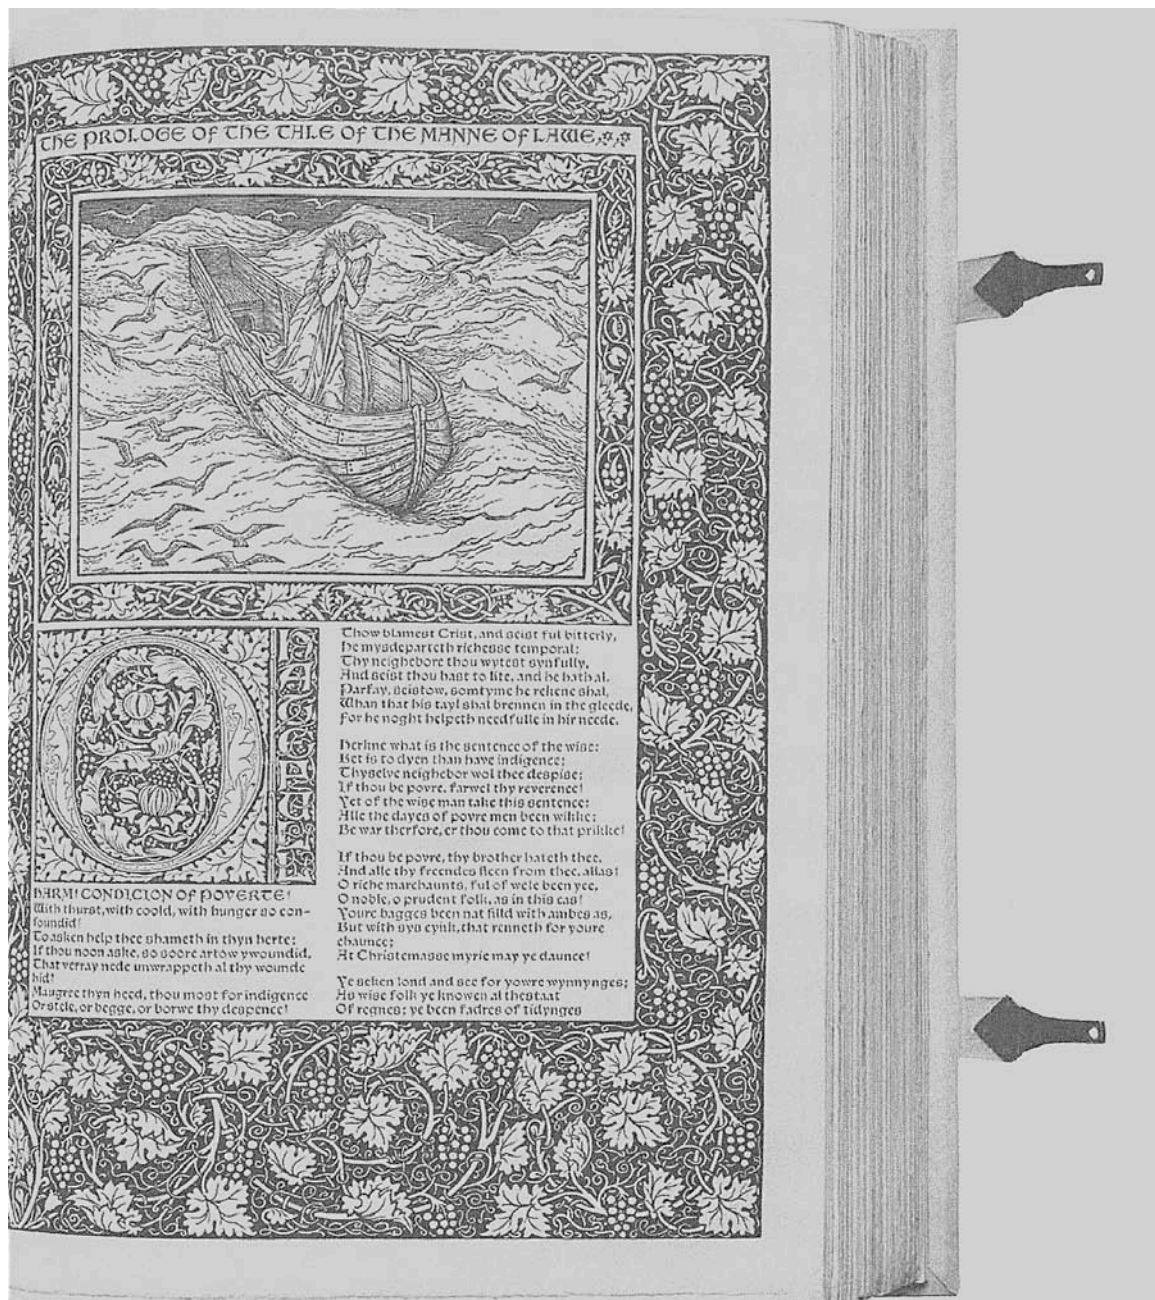 THE PROLOGE OF THE TALE OF THE MANNE OF LAWE
O HATEFUL
HARM! CONDICION OF POVERTE!
With thurst, with coold, with hunger so con-
foundid!
To asken help thee shameth in thyn herte;
If thou noon aske, so soore artow ywoundid,
That verray nede unwrappeth al thy wounde
hid!
Maugree thyn heed, thou most for indigence
Or stele, or begge, or borwe thy despence!
Thow blamest Crist, and seist ful bitterly,
He mysdeparteth richesse temporal;
Thy neighebore thou wytest synfully,
And seist thou hast to lite, and he hath al.
Parfay, seistow, somtyme he rekene shal,
Whan that his tayl shal brennen in the gleede,
For he noght helpeth needfulle in hir neede.
Herkne what is the sentence of the wise:
Bet is to dyen than have indigence;
Thyselve neighebor wol thee despise;
If thou be povre, farwel thy reverence!
Yet of the wise man take this sentence:
Alle the dayes of povre men been wikke;
Be war therfore, er thou come to that prikke!
If thou be povre, thy brother hateth thee,
And alle thy freendes fleen from thee, allas!
O riche marchaunts, ful of wele been yee,
O noble, o prudent folk, as in this cas!
Youre bagges been nat filld with ambes as,
But with sys cynk, that renneth for youre
chaunce;
At Christemasse myrie may ye daunce!
Ye seken lond and see for yowre wynnynges;
As wise folk ye knowen al thestaat
Of regnes; ye been fadres of tidynges